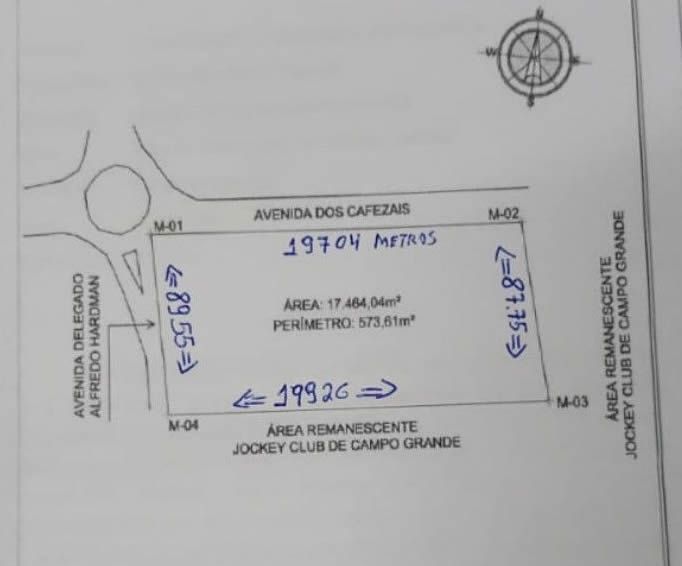 N
W
E
S
AVENIDA DOS CAFEZAIS
M-01
M-02
19704 METROS
<= 89.55 =>
<= 87.75 =>
ÁREA: 17.464,04m²
PERÍMETRO: 573,61m²
AVENIDA DELEGADO
ALFREDO HARDMAN
<= 19926 =>
M-04
M-03
ÁREA REMANESCENTE
JOCKEY CLUB DE CAMPO GRANDE
ÁREA REMANESCENTE
JOCKEY CLUB DE CAMPO GRANDE